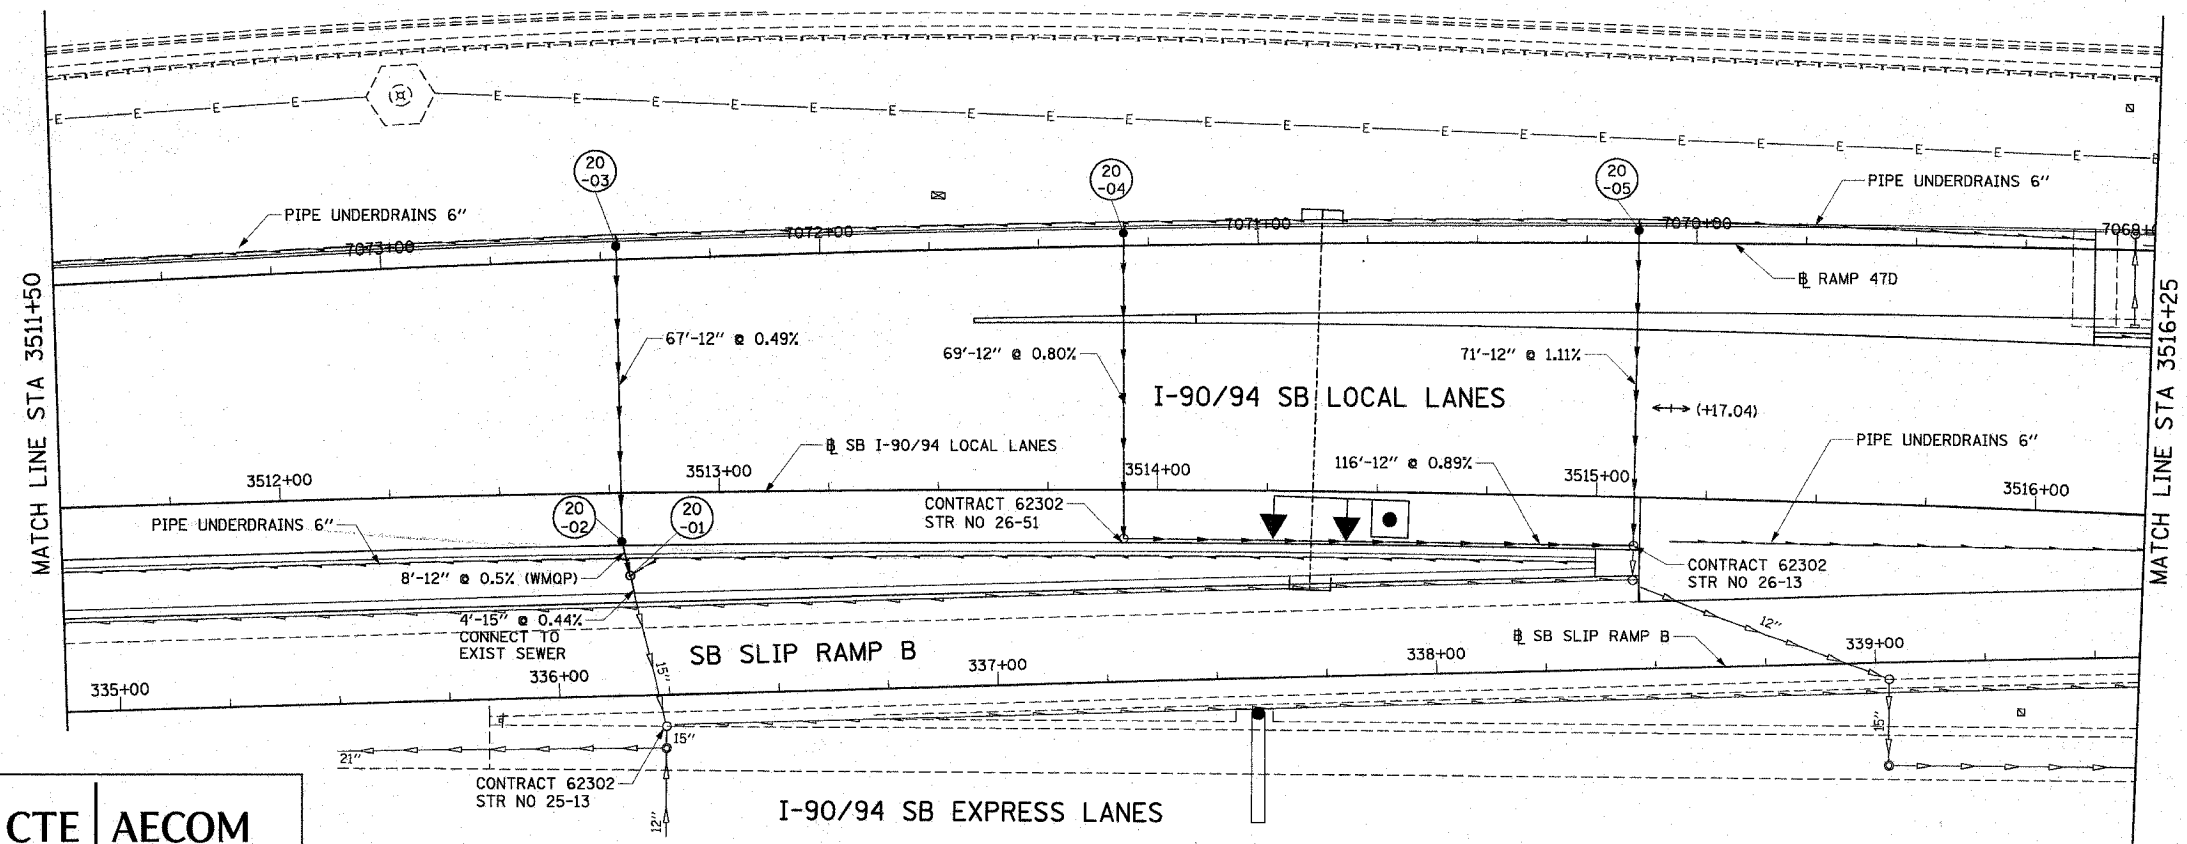 E E E E E E E E E E E E E E E E E E E E E E E E E E E
20
-03
20
-04
20
-05
PIPE UNDERDRAINS 6"
PIPE UNDERDRAINS 6"
7073+00
7072+00
7071+00
7070+00
MATCH LINE STA 3511+50
MATCH LINE STA 3516+25
℄ RAMP 47D
67'-12" @ 0.49%
69'-12" @ 0.80%
71'-12" @ 1.11%
I-90/94 SB LOCAL LANES
(+17.04)
℄ SB I-90/94 LOCAL LANES
PIPE UNDERDRAINS 6"
116'-12" @ 0.89%
3512+00
3513+00
3514+00
3515+00
3516+00
20
-02
20
-01
CONTRACT 62302
STR NO 26-51
PIPE UNDERDRAINS 6"
8'-12" @ 0.5% (WMQP)
CONTRACT 62302
STR NO 26-13
4'-15" @ 0.44%
CONNECT TO
EXIST SEWER
15"
SB SLIP RAMP B
12"
℄ SB SLIP RAMP B
335+00
336+00
337+00
338+00
339+00
21"
15"
15"
CONTRACT 62302
STR NO 25-13
12"
I-90/94 SB EXPRESS LANES
CTE | AECOM